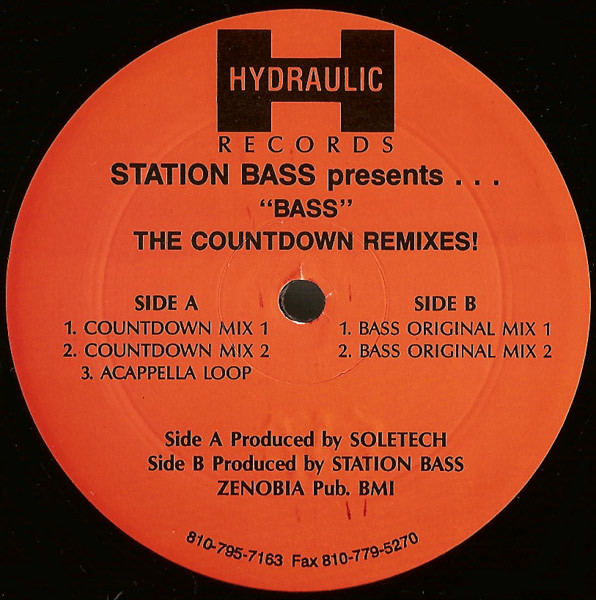 HYDRAULIC
RECORDS
STATION BASS presents . . .
“BASS”
THE COUNTDOWN REMIXES!
SIDE A
1. COUNTDOWN MIX 1
2. COUNTDOWN MIX 2
3. ACAPPELLA LOOP
SIDE B
1. BASS ORIGINAL MIX 1
2. BASS ORIGINAL MIX 2
Side A Produced by SOLETECH
Side B Produced by STATION BASS
ZENOBIA Pub. BMI
810-795-7163 Fax 810-779-5270